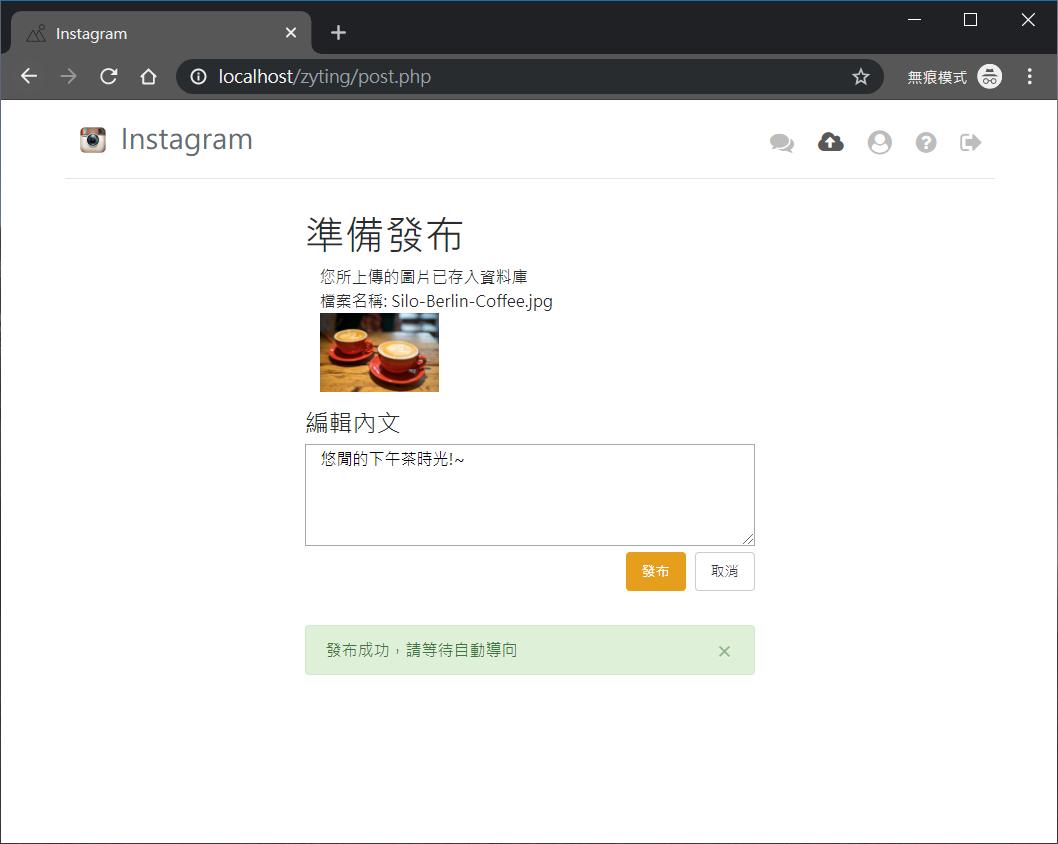 Instagram
localhost/zyting/post.php
無痕模式
Instagram
準備發布
您所上傳的圖片已存入資料庫
檔案名稱: Silo-Berlin-Coffee.jpg
編輯內文
悠閒的下午茶時光!~
發布 取消
發布成功，請等待自動導向